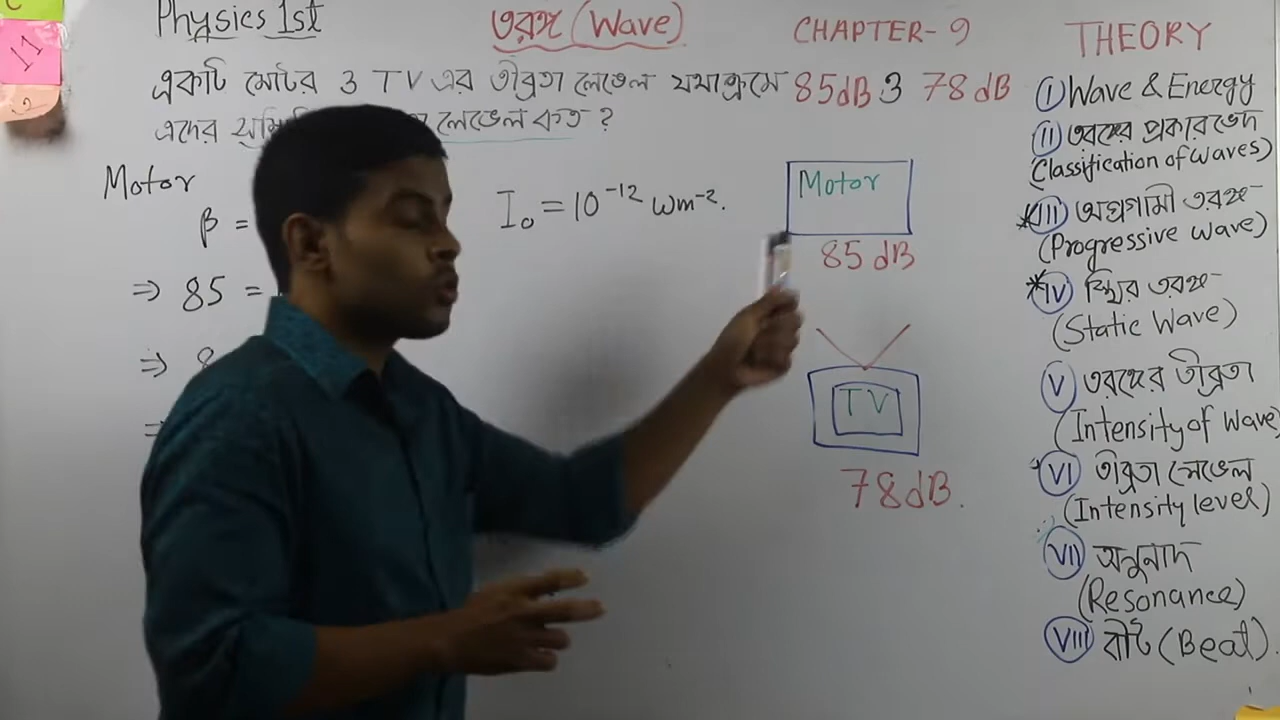 Physics 1st
তরঙ্গ (Wave)
CHAPTER- 9
THEORY
একটি মোটর ও TV এর তীব্রতা লেভেল যথাক্রমে 85dB ও 78 dB
এদের লেভেল কত ?
Motor
β =
⇒ 85 =
⇒ 8
⇒
I₀ = 10⁻¹² wm⁻².
Motor
85 dB
TV
78dB.
I Wave & Energy
II তরঙ্গের প্রকারভেদ
(Classification of Waves)
*III অগ্রগামী তরঙ্গ
(Progressive Wave)
*IV স্থির তরঙ্গ
(Static Wave)
V তরঙ্গের তীব্রতা
(Intensity of Wave)
VI তীব্রতা লেভেল
(Intensity level)
VII অনুনাদ
(Resonance)
VIII বীট (Beat).
11